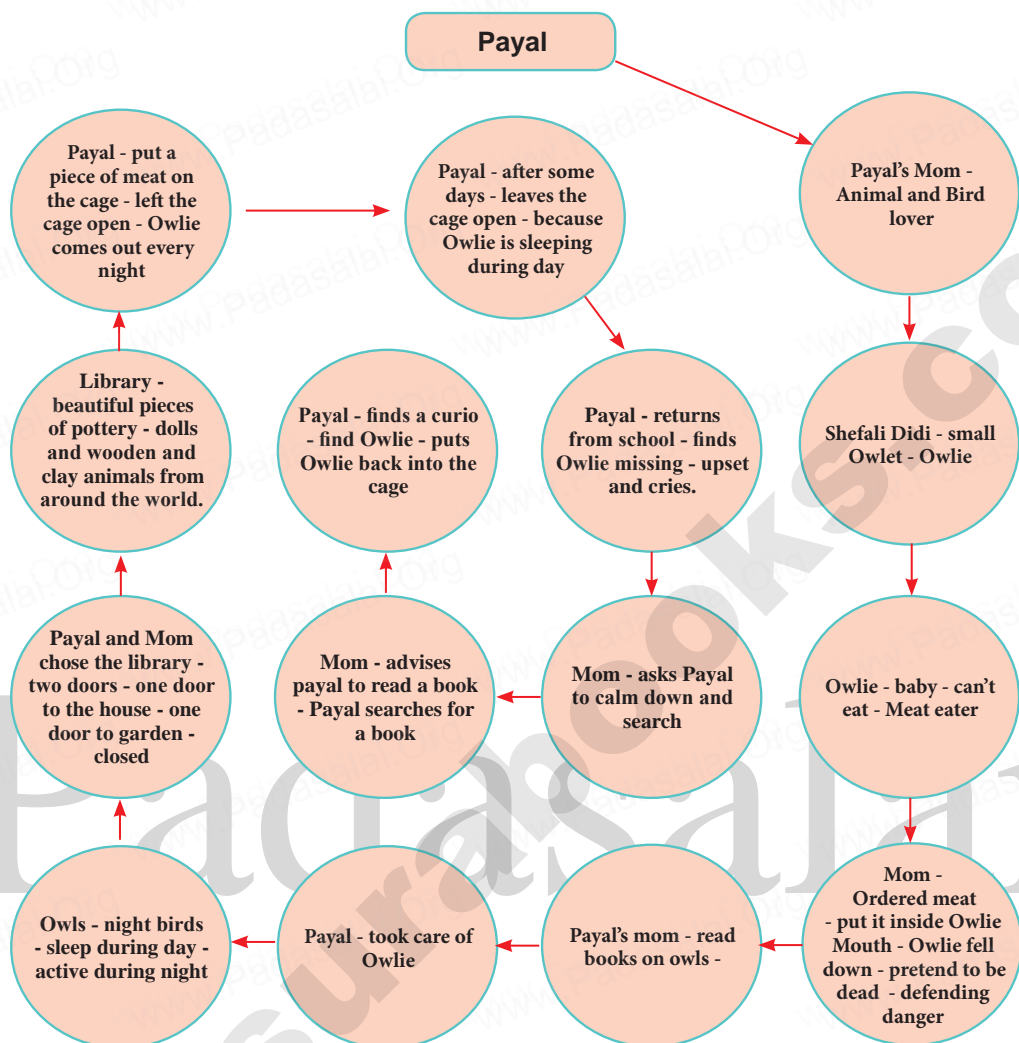 Payal
Payal's Mom -
Animal and Bird
lover
Shefali Didi - small
Owlet - Owlie
Owlie - baby - can't
eat - Meat eater
Mom -
Ordered meat
- put it inside Owlie
Mouth - Owlie fell
down - pretend to be
dead - defending
danger
Payal's mom - read
books on owls -
Payal - took care of
Owlie
Owls - night birds
- sleep during day -
active during night
Payal and Mom
chose the library -
two doors - one door
to the house - one
door to garden -
closed
Library -
beautiful pieces
of pottery - dolls
and wooden and
clay animals from
around the world.
Payal - put a
piece of meat on
the cage - left the
cage open - Owlie
comes out every
night
Payal - after some
days - leaves the
cage open - because
Owlie is sleeping
during day
Payal - returns
from school - finds
Owlie missing - upset
and cries.
Mom - asks Payal
to calm down and
search
Mom - advises
payal to read a book
- Payal searches for
a book
Payal - finds a curio
- find Owlie - puts
Owlie back into the
cage
Padasalai
surabooks.co
www.Padasalai.Org